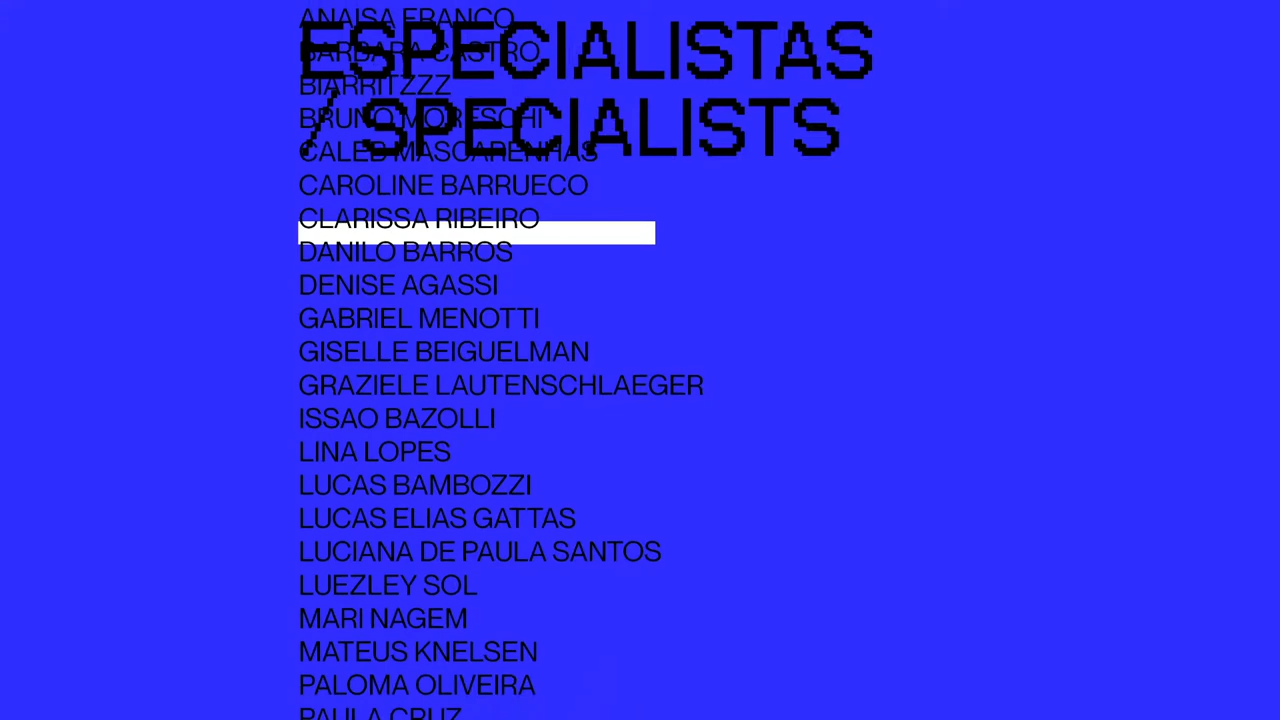 ESPECIALISTAS
/ SPECIALISTS
ANAISA FRANCO
BARBARA CASTRO
BIARRITZZZ
BRUNO MORESCHI
CALEB MASCARENHAS
CAROLINE BARRUECO
CLARISSA RIBEIRO
DANILO BARROS
DENISE AGASSI
GABRIEL MENOTTI
GISELLE BEIGUELMAN
GRAZIELE LAUTENSCHLAEGER
ISSAO BAZOLLI
LINA LOPES
LUCAS BAMBOZZI
LUCAS ELIAS GATTAS
LUCIANA DE PAULA SANTOS
LUEZLEY SOL
MARI NAGEM
MATEUS KNELSEN
PALOMA OLIVEIRA
PAULA CRUZ